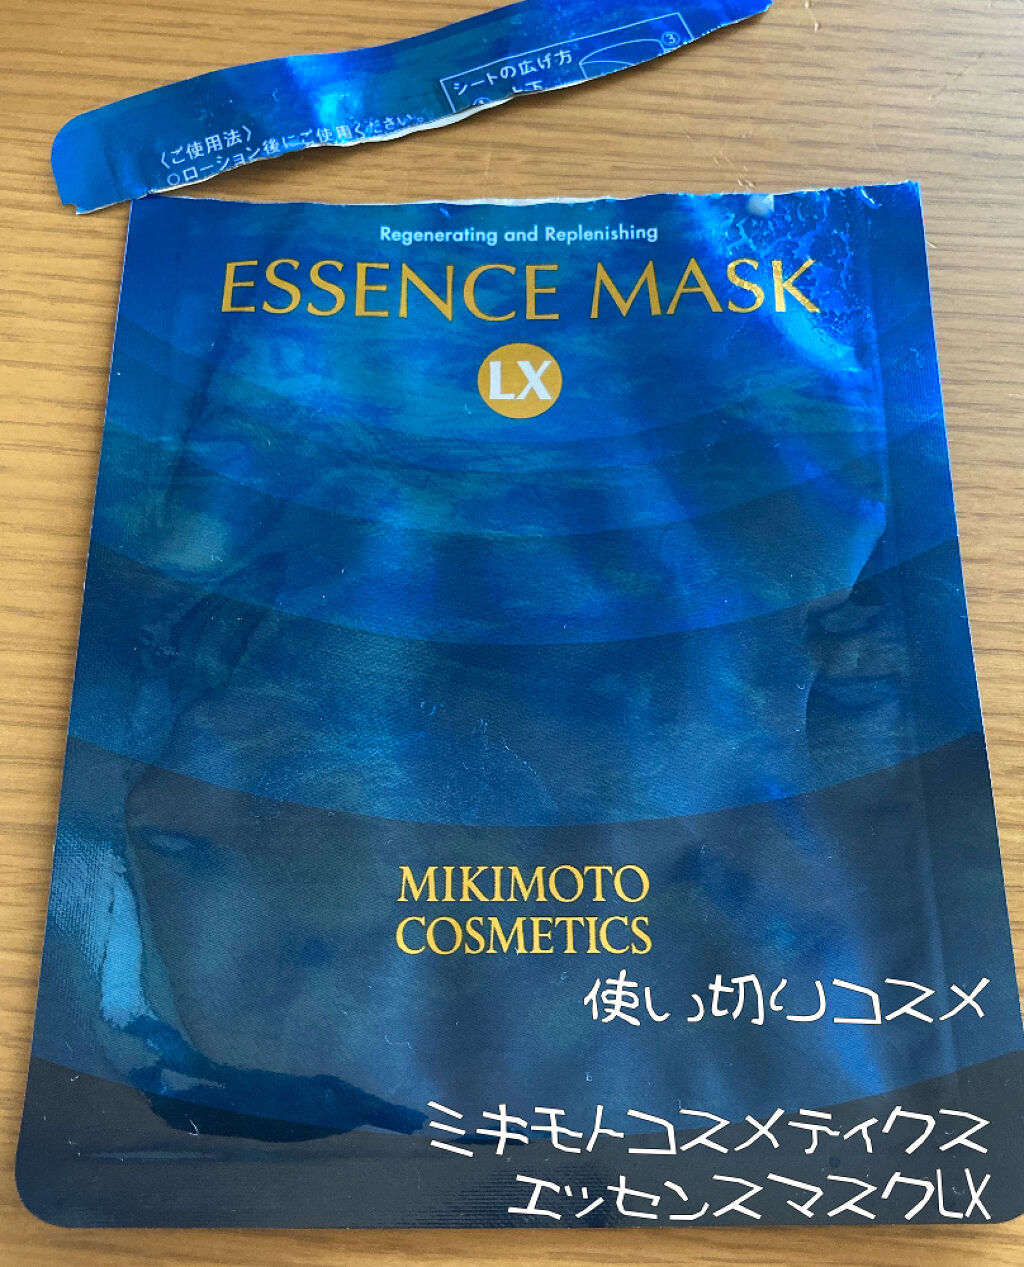 シートの広げ方
③
〈ご使用法〉
○ローション後にご使用ください。
Regenerating and Replenishing
ESSENCE MASK
LX
MIKIMOTO
COSMETICS
使い切りコスメ
ミキモトコスメティクス
エッセンスマスクLX